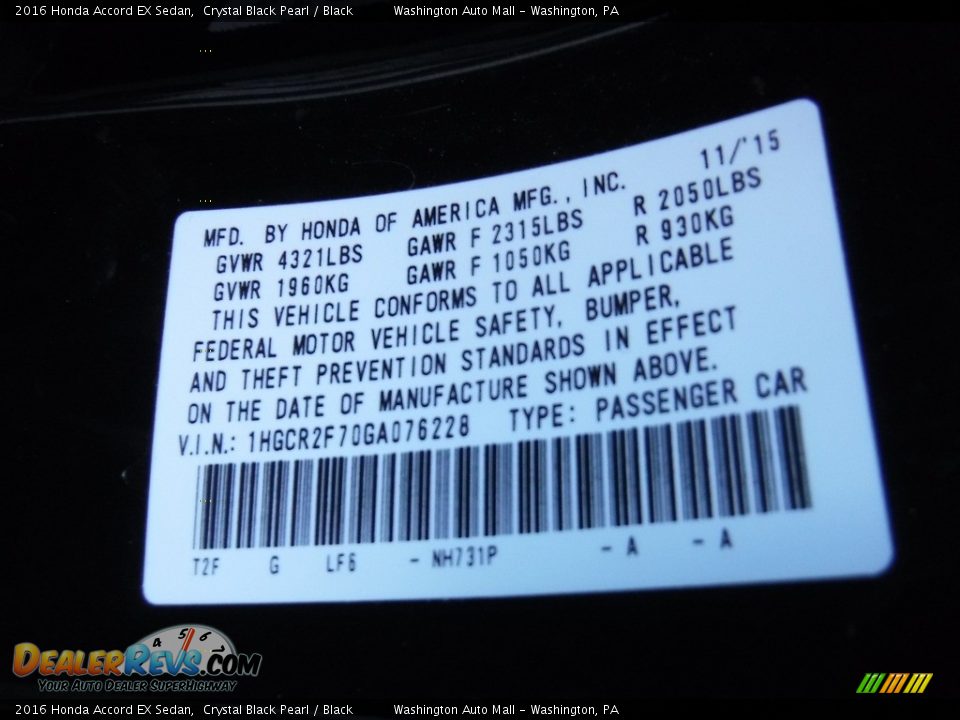 2016 Honda Accord EX Sedan,  Crystal Black Pearl / Black  Washington Auto Mall - Washington, PA
11/'15
MFD. BY HONDA OF AMERICA MFG., INC.
GVWR 4321LBS GAWR F 2315LBS R 2050LBS
GVWR 1960KG GAWR F 1050KG R 930KG
THIS VEHICLE CONFORMS TO ALL APPLICABLE
FEDERAL MOTOR VEHICLE SAFETY, BUMPER,
AND THEFT PREVENTION STANDARDS IN EFFECT
ON THE DATE OF MANUFACTURE SHOWN ABOVE.
V.I.N.: 1HGCR2F70GA076228 TYPE: PASSENGER CAR
T2F G LF6 - NH731P - A - A
4 5 6
DEALERREVS.COM
Your Auto Dealer SuperHighway
2016 Honda Accord EX Sedan,  Crystal Black Pearl / Black  Washington Auto Mall - Washington, PA